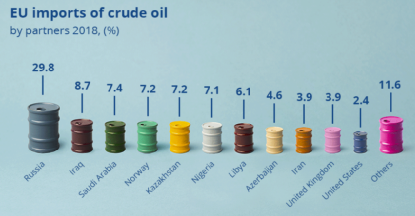 EU imports of crude oil
by partners 2018, (%)
29.8
8.7
7.4
7.2
7.2
7.1
6.1
4.6
3.9
3.9
2.4
11.6
Russia
Iraq
Saudi Arabia
Norway
Kazakhstan
Nigeria
Libya
Azerbaijan
Iran
United Kingdom
United States
Others